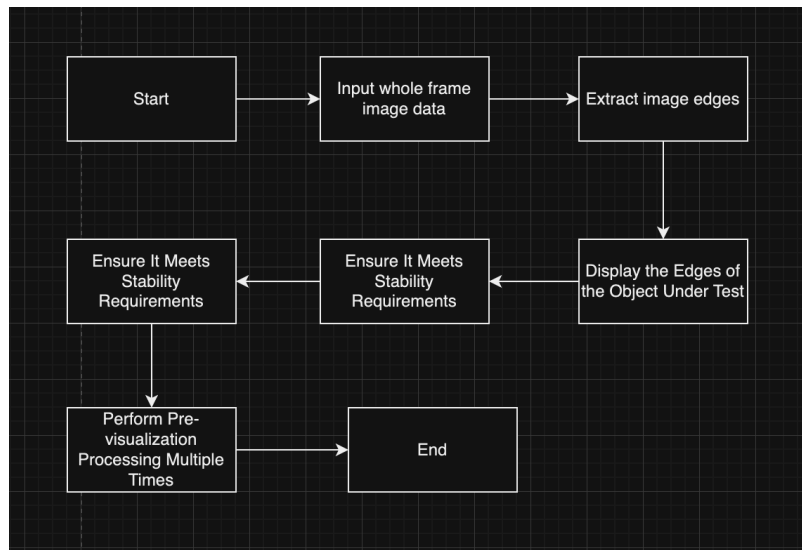 Start
Input whole frame
image data
Extract image edges
Display the Edges of
the Object Under Test
Ensure It Meets
Stability
Requirements
Ensure It Meets
Stability
Requirements
Perform Pre-
visualization
Processing Multiple
Times
End